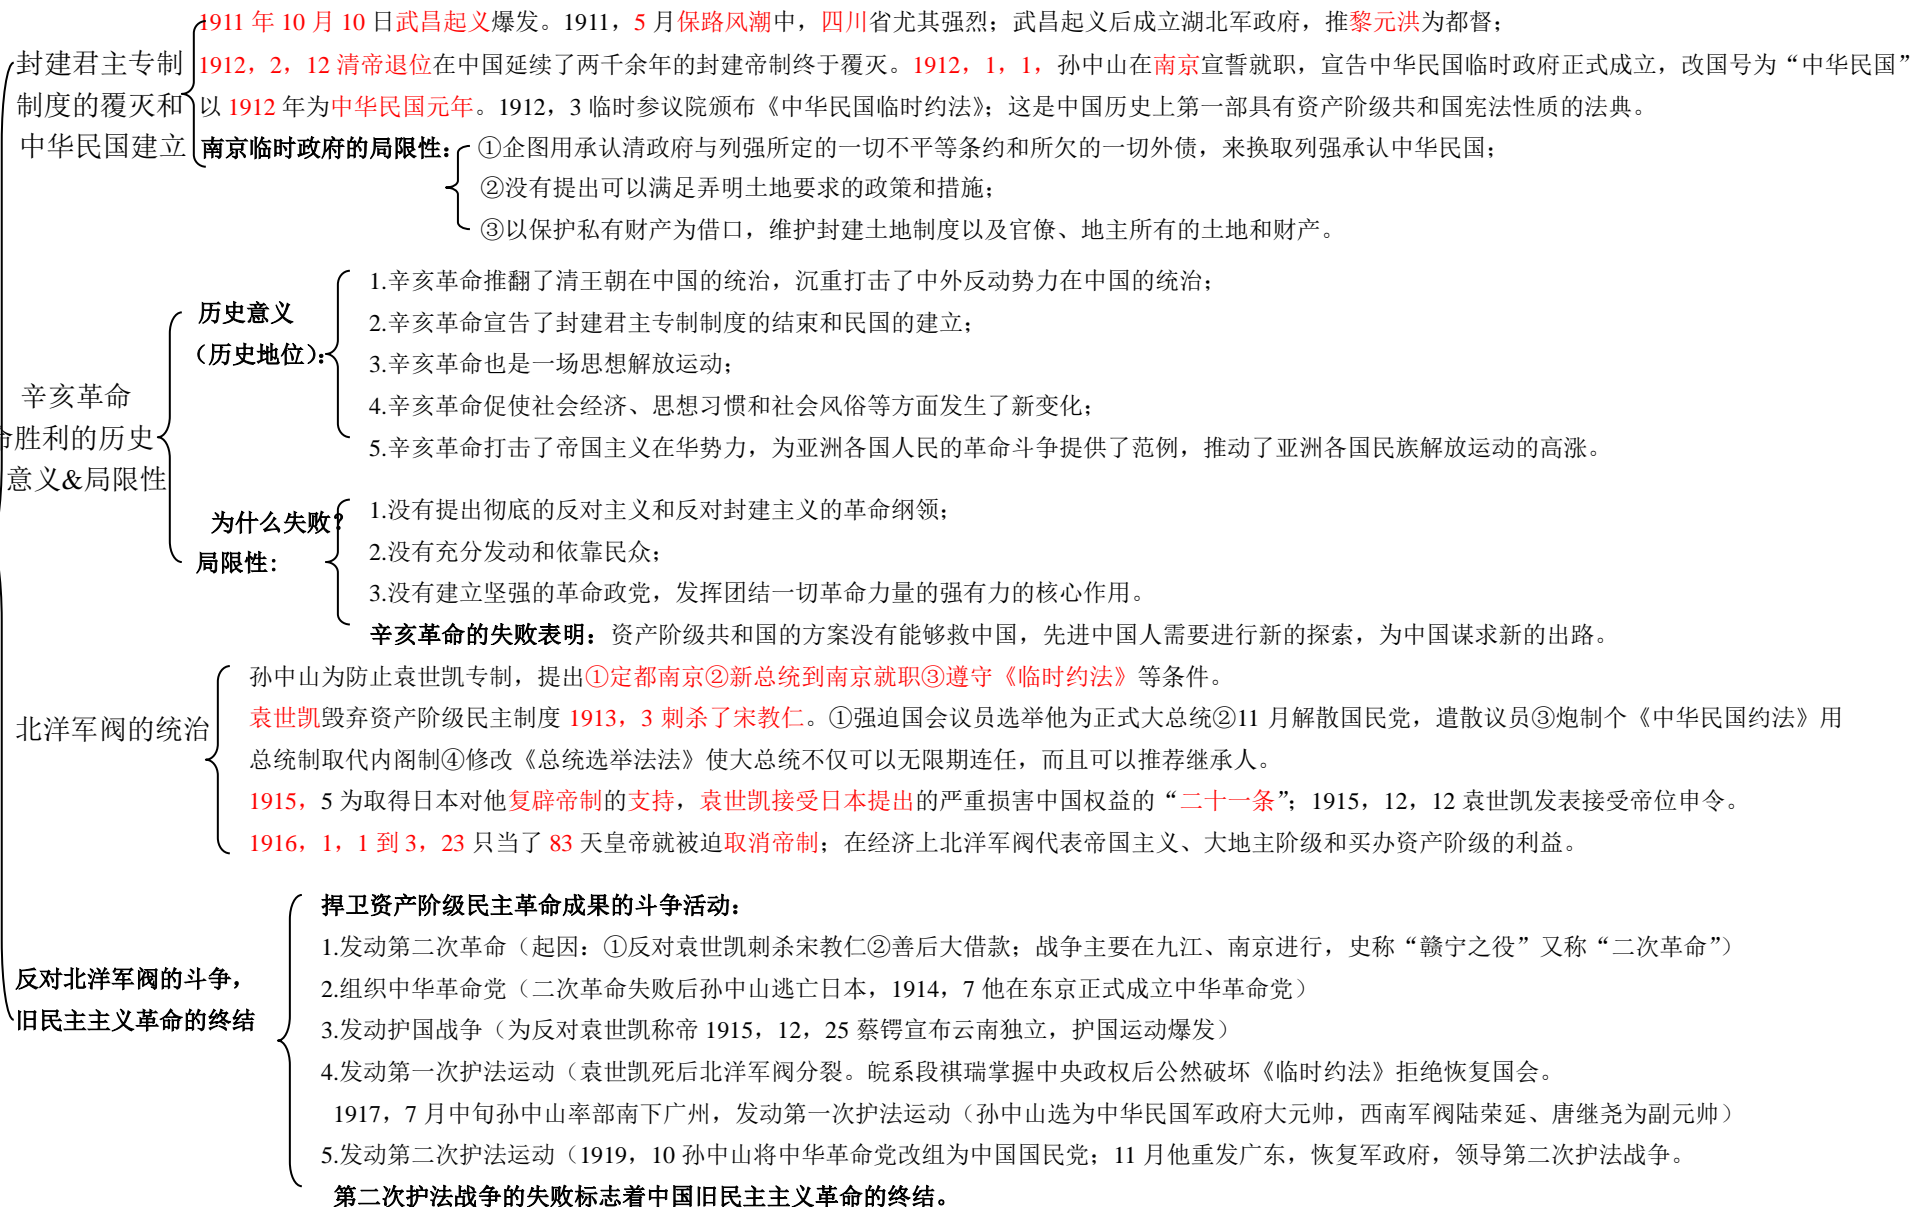 封建君主专制
制度的覆灭和
中华民国建立
1911 年 10 月 10 日武昌起义爆发。1911，5 月保路风潮中，四川省尤其强烈；武昌起义后成立湖北军政府，推黎元洪为都督；
1912，2，12 清帝退位在中国延续了两千余年的封建帝制终于覆灭。1912，1，1，孙中山在南京宣誓就职，宣告中华民国临时政府正式成立，改国号为“中华民国”
以 1912 年为中华民国元年。1912，3 临时参议院颁布《中华民国临时约法》；这是中国历史上第一部具有资产阶级共和国宪法性质的法典。
南京临时政府的局限性：
①企图用承认清政府与列强所定的一切不平等条约和所欠的一切外债，来换取列强承认中华民国；
②没有提出可以满足弄明土地要求的政策和措施；
③以保护私有财产为借口，维护封建土地制度以及官僚、地主所有的土地和财产。
辛亥革命
命胜利的历史
意义&局限性
历史意义
（历史地位）：
1.辛亥革命推翻了清王朝在中国的统治，沉重打击了中外反动势力在中国的统治；
2.辛亥革命宣告了封建君主专制制度的结束和民国的建立；
3.辛亥革命也是一场思想解放运动；
4.辛亥革命促使社会经济、思想习惯和社会风俗等方面发生了新变化；
5.辛亥革命打击了帝国主义在华势力，为亚洲各国人民的革命斗争提供了范例，推动了亚洲各国民族解放运动的高涨。
为什么失败？
局限性：
1.没有提出彻底的反对主义和反对封建主义的革命纲领；
2.没有充分发动和依靠民众；
3.没有建立坚强的革命政党，发挥团结一切革命力量的强有力的核心作用。
辛亥革命的失败表明：资产阶级共和国的方案没有能够救中国，先进中国人需要进行新的探索，为中国谋求新的出路。
北洋军阀的统治
孙中山为防止袁世凯专制，提出①定都南京②新总统到南京就职③遵守《临时约法》等条件。
袁世凯毁弃资产阶级民主制度 1913，3 刺杀了宋教仁。①强迫国会议员选举他为正式大总统②11 月解散国民党，遣散议员③炮制个《中华民国约法》用
总统制取代内阁制④修改《总统选举法法》使大总统不仅可以无限期连任，而且可以推荐继承人。
1915，5 为取得日本对他复辟帝制的支持，袁世凯接受日本提出的严重损害中国权益的“二十一条”；1915，12，12 袁世凯发表接受帝位申令。
1916，1，1 到 3，23 只当了 83 天皇帝就被迫取消帝制；在经济上北洋军阀代表帝国主义、大地主阶级和买办资产阶级的利益。
反对北洋军阀的斗争，
旧民主主义革命的终结
捍卫资产阶级民主革命成果的斗争活动：
1.发动第二次革命（起因：①反对袁世凯刺杀宋教仁②善后大借款；战争主要在九江、南京进行，史称“赣宁之役”又称“二次革命”）
2.组织中华革命党（二次革命失败后孙中山逃亡日本，1914，7 他在东京正式成立中华革命党）
3.发动护国战争（为反对袁世凯称帝 1915，12，25 蔡锷宣布云南独立，护国运动爆发）
4.发动第一次护法运动（袁世凯死后北洋军阀分裂。皖系段祺瑞掌握中央政权后公然破坏《临时约法》拒绝恢复国会。
1917，7 月中旬孙中山率部南下广州，发动第一次护法运动（孙中山选为中华民国军政府大元帅，西南军阀陆荣延、唐继尧为副元帅）
5.发动第二次护法运动（1919，10 孙中山将中华革命党改组为中国国民党；11 月他重发广东，恢复军政府，领导第二次护法战争。
第二次护法战争的失败标志着中国旧民主主义革命的终结。